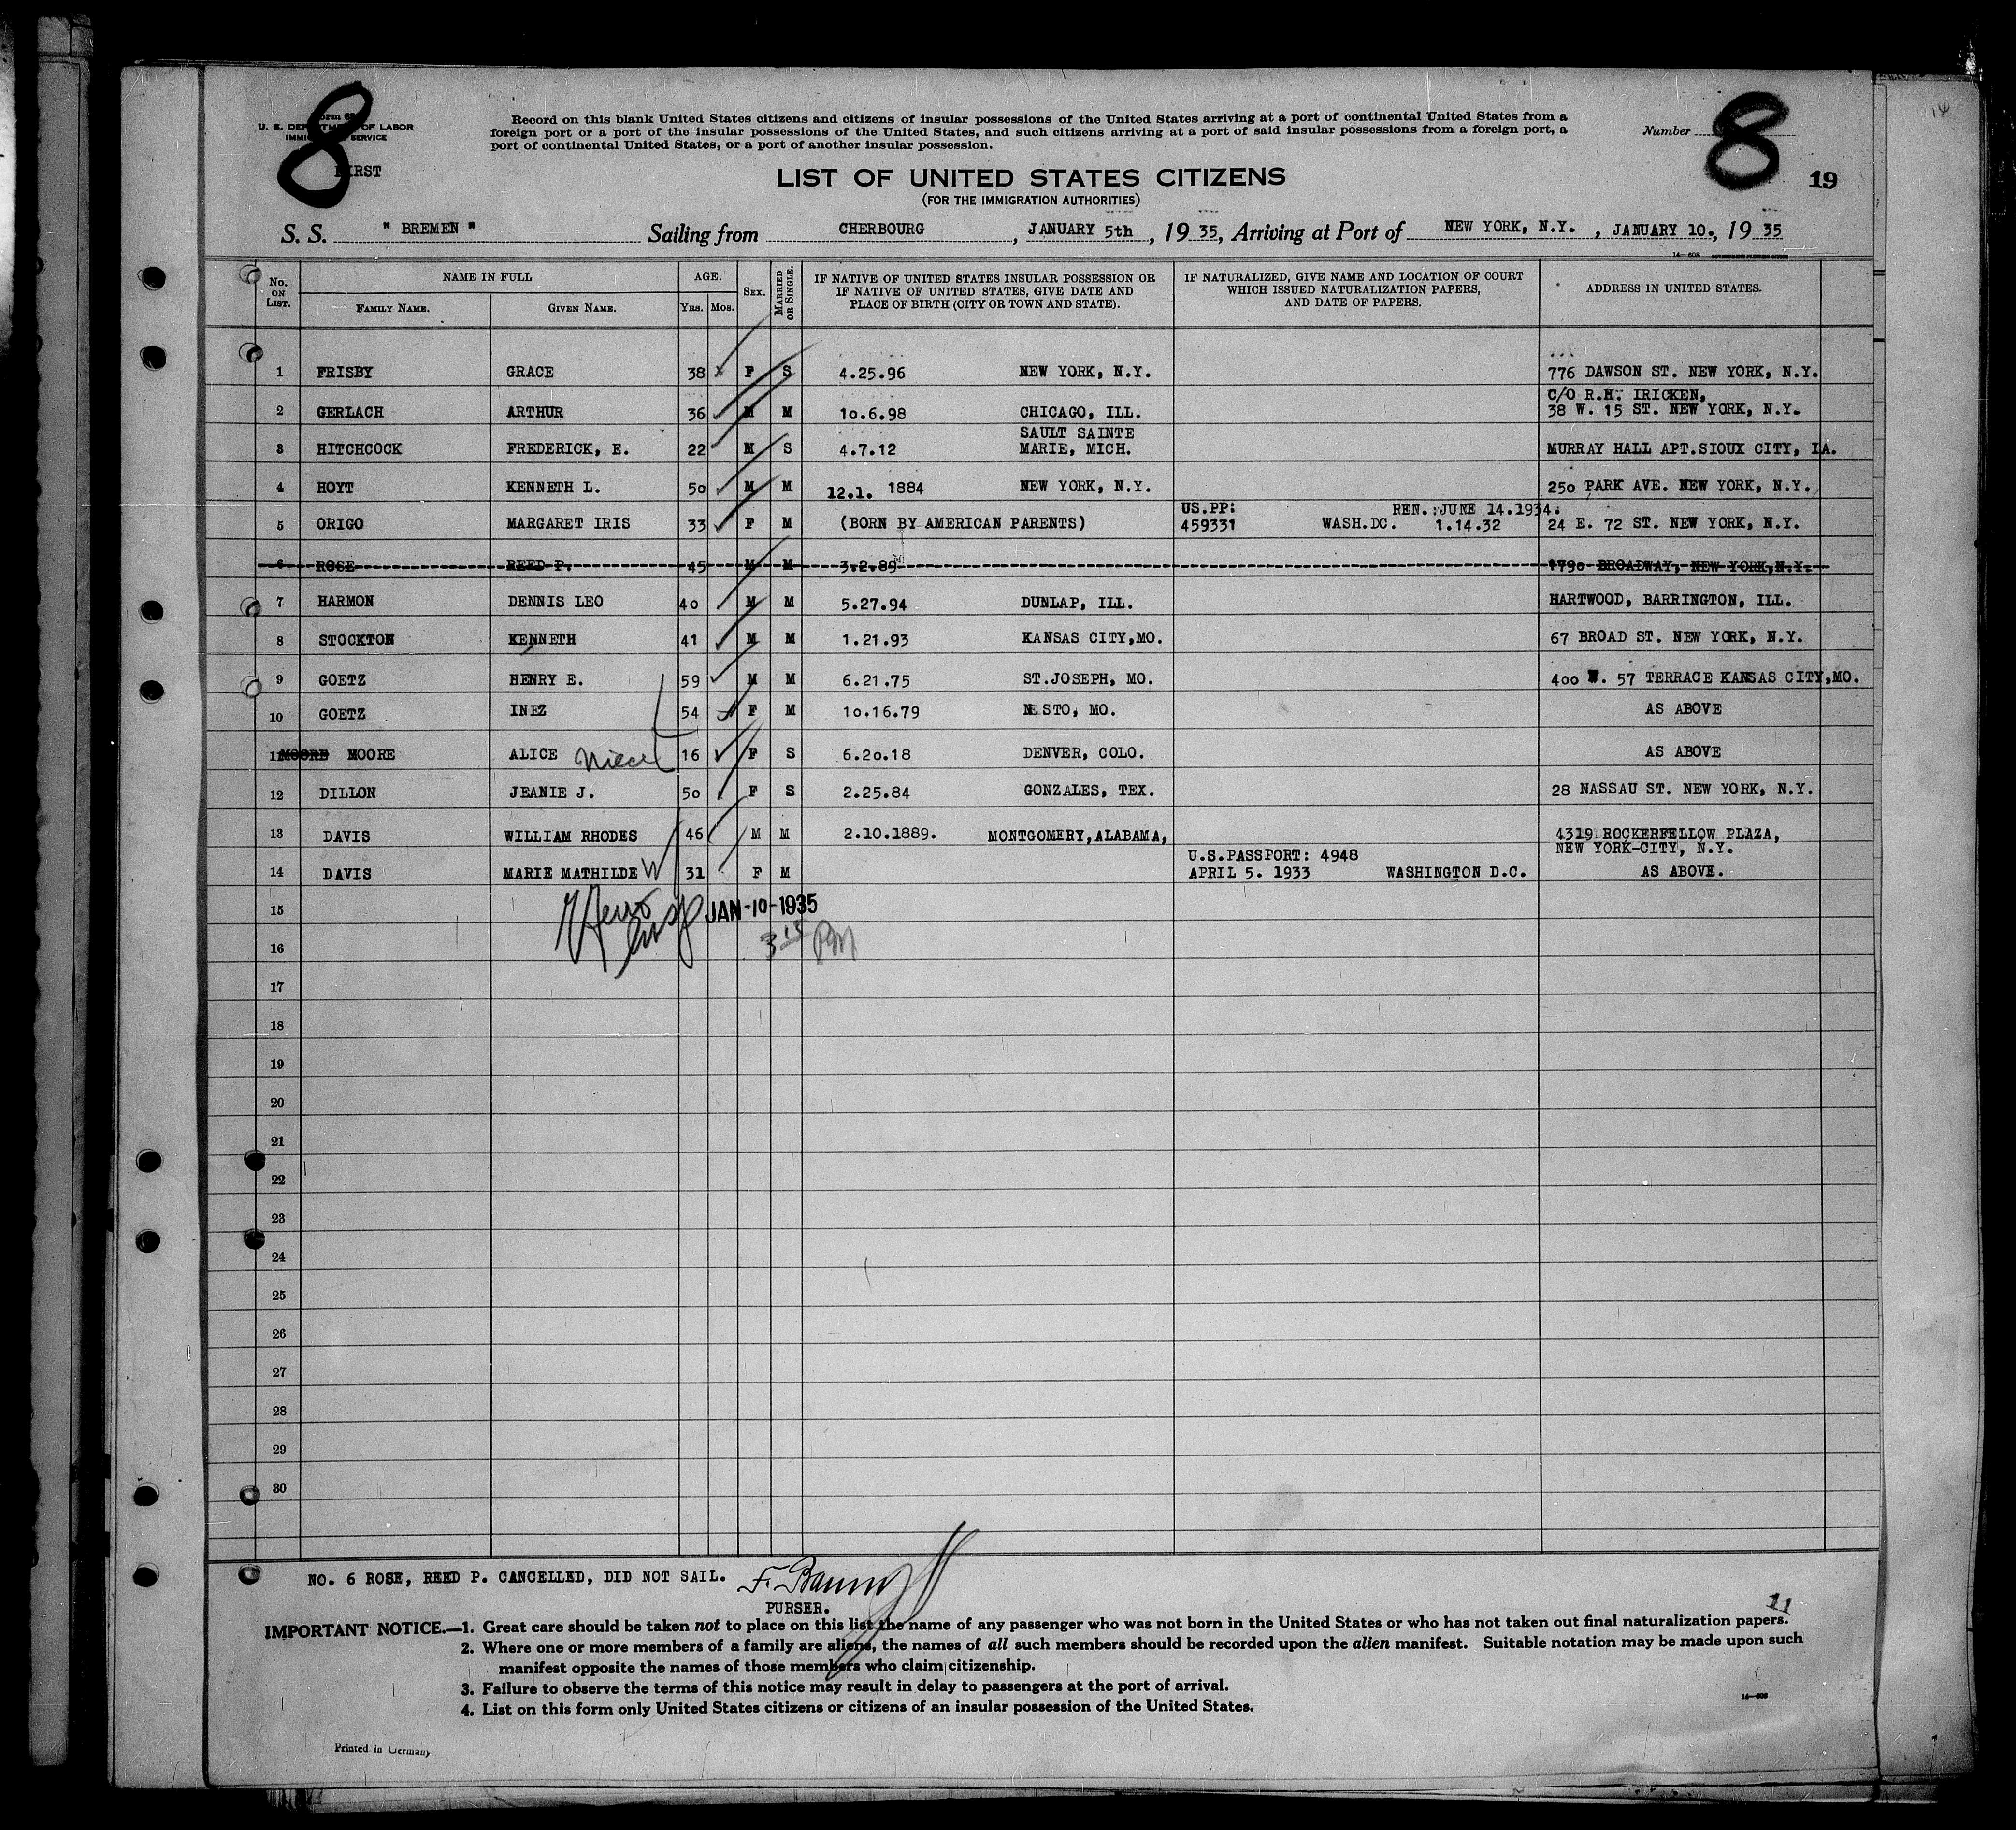 8
8
U. S. DEPARTMENT OF LABOR
IMMIGRATION SERVICE
FIRST
Record on this blank United States citizens and citizens of insular possessions of the United States arriving at a port of continental United States from a
foreign port or a port of the insular possessions of the United States, and such citizens arriving at a port of said insular possessions from a foreign port, a
port of continental United States, or a port of another insular possession.
Number
19
LIST OF UNITED STATES CITIZENS
(FOR THE IMMIGRATION AUTHORITIES)
S. S. " BREMEN " Sailing from CHERBOURG, JANUARY 5th, 19 35, Arriving at Port of NEW YORK, N.Y., JANUARY 10., 19 35
No. ON LIST. NAME IN FULL AGE. SEX. MARRIED OR SINGLE. IF NATIVE OF UNITED STATES INSULAR POSSESSION OR IF NATIVE OF UNITED STATES, GIVE DATE AND PLACE OF BIRTH (CITY OR TOWN AND STATE). IF NATURALIZED, GIVE NAME AND LOCATION OF COURT WHICH ISSUED NATURALIZATION PAPERS, AND DATE OF PAPERS. ADDRESS IN UNITED STATES.
FAMILY NAME. GIVEN NAME. YRS. MOS.
1 FRISBY GRACE 38 F S 4.25.96 NEW YORK, N.Y. 776 DAWSON ST. NEW YORK, N.Y.
C/O R.H. IRICKEN,
2 GERLACH ARTHUR 36 M M 10.6.98 CHICAGO, ILL. 38 W. 15 ST. NEW YORK, N.Y.
SAULT SAINTE
3 HITCHCOCK FREDERICK, E. 22 M S 4.7.12 MARIE, MICH. MURRAY HALL APT.SIOUX CITY, IA.
4 HOYT KENNETH L. 50 M M 12.1. 1884 NEW YORK, N.Y. 250 PARK AVE. NEW YORK, N.Y.
US.PP: REN.:JUNE 14.1934.
5 ORIGO MARGARET IRIS 33 F M (BORN BY AMERICAN PARENTS) 459331 WASH.DC. 1.14.32 24 E. 72 ST. NEW YORK, N.Y.
6 ROSE REED P. 45 M M 3.2.89 1790 BROADWAY, NEW YORK,N.Y.
7 HARMON DENNIS LEO 40 M M 5.27.94 DUNLAP, ILL. HARTWOOD, BARRINGTON, ILL.
8 STOCKTON KENNETH 41 M M 1.21.93 KANSAS CITY,MO. 67 BROAD ST. NEW YORK, N.Y.
9 GOETZ HENRY E. 59 M M 6.21.75 ST.JOSEPH, MO. 400 W. 57 TERRACE KANSAS CITY,MO.
10 GOETZ INEZ 54 F M 10.16.79 NESTO, MO. AS ABOVE
11 MOORE MOORE ALICE niece 16 F S 6.20.18 DENVER, COLO. AS ABOVE
12 DILLON JEANIE J. 50 F S 2.25.84 GONZALES, TEX. 28 NASSAU ST. NEW YORK, N.Y.
13 DAVIS WILLIAM RHODES 46 M M 2.10.1889. MONTGOMERY,ALABAMA, 4319 ROCKERFELLOW PLAZA,
NEW YORK-CITY, N.Y.
U.S.PASSPORT: 4948
14 DAVIS MARIE MATHILDE W 31 F M APRIL 5. 1933 WASHINGTON D.C. AS ABOVE.
15
JAN-10-1935
16
3 15 PM
17
18
19
20
21
22
23
24
25
26
27
28
29
30
NO. 6 ROSE, REED P. CANCELLED, DID NOT SAIL.
PURSER.
11
IMPORTANT NOTICE.—1. Great care should be taken not to place on this list the name of any passenger who was not born in the United States or who has not taken out final naturalization papers.
2. Where one or more members of a family are aliens, the names of all such members should be recorded upon the alien manifest. Suitable notation may be made upon such
manifest opposite the names of those members who claim citizenship.
3. Failure to observe the terms of this notice may result in delay to passengers at the port of arrival.
4. List on this form only United States citizens or citizens of an insular possession of the United States.
Printed in Germany